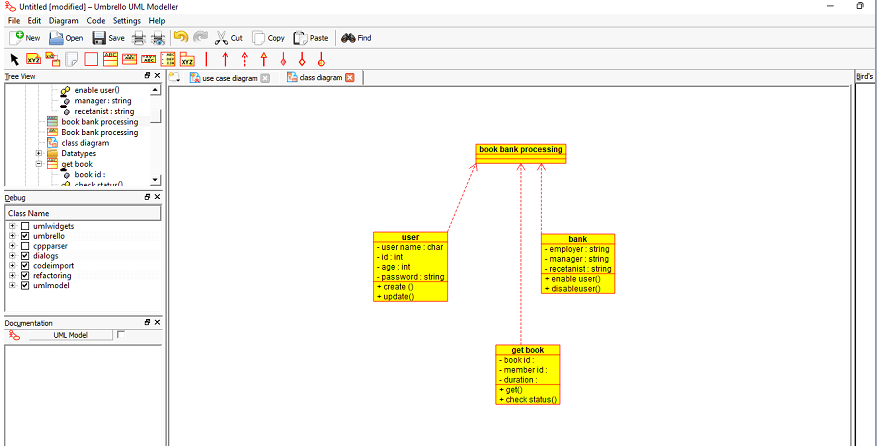 Untitled [modified] – Umbrello UML Modeller
File Edit Diagram Code Settings Help
New Open Save Cut Copy Paste Find
Tree View
use case diagram
class diagram
Bird's
enable user()
manager : string
recetanist : string
book bank processing
Book bank processing
class diagram
Datatypes
get book
book id :
check status()
Debug
Class Name
umlwidgets
umbrello
cppparser
dialogs
codeimport
refactoring
umlmodel
Documentation
UML Model
book bank processing
user
- user name : char
- id : int
- age : int
- password : string
+ create ()
+ update()
bank
- employer : string
- manager : string
- recetanist : string
+ enable user()
+ disableuser()
get book
- book id :
- member id :
- duration :
+ get()
+ check status()